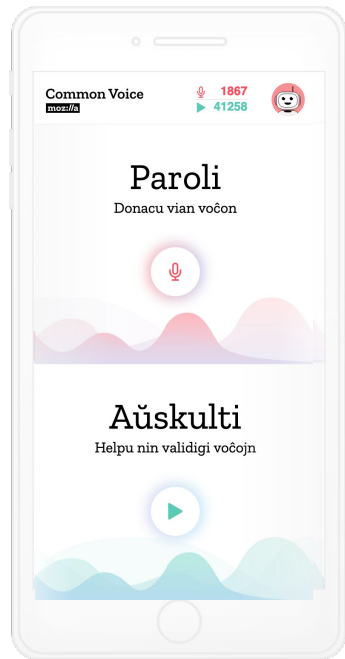 Common Voice
moz://a
1867
41258
Paroli
Donacu vian voĉon
Aŭskulti
Helpu nin validigi voĉojn